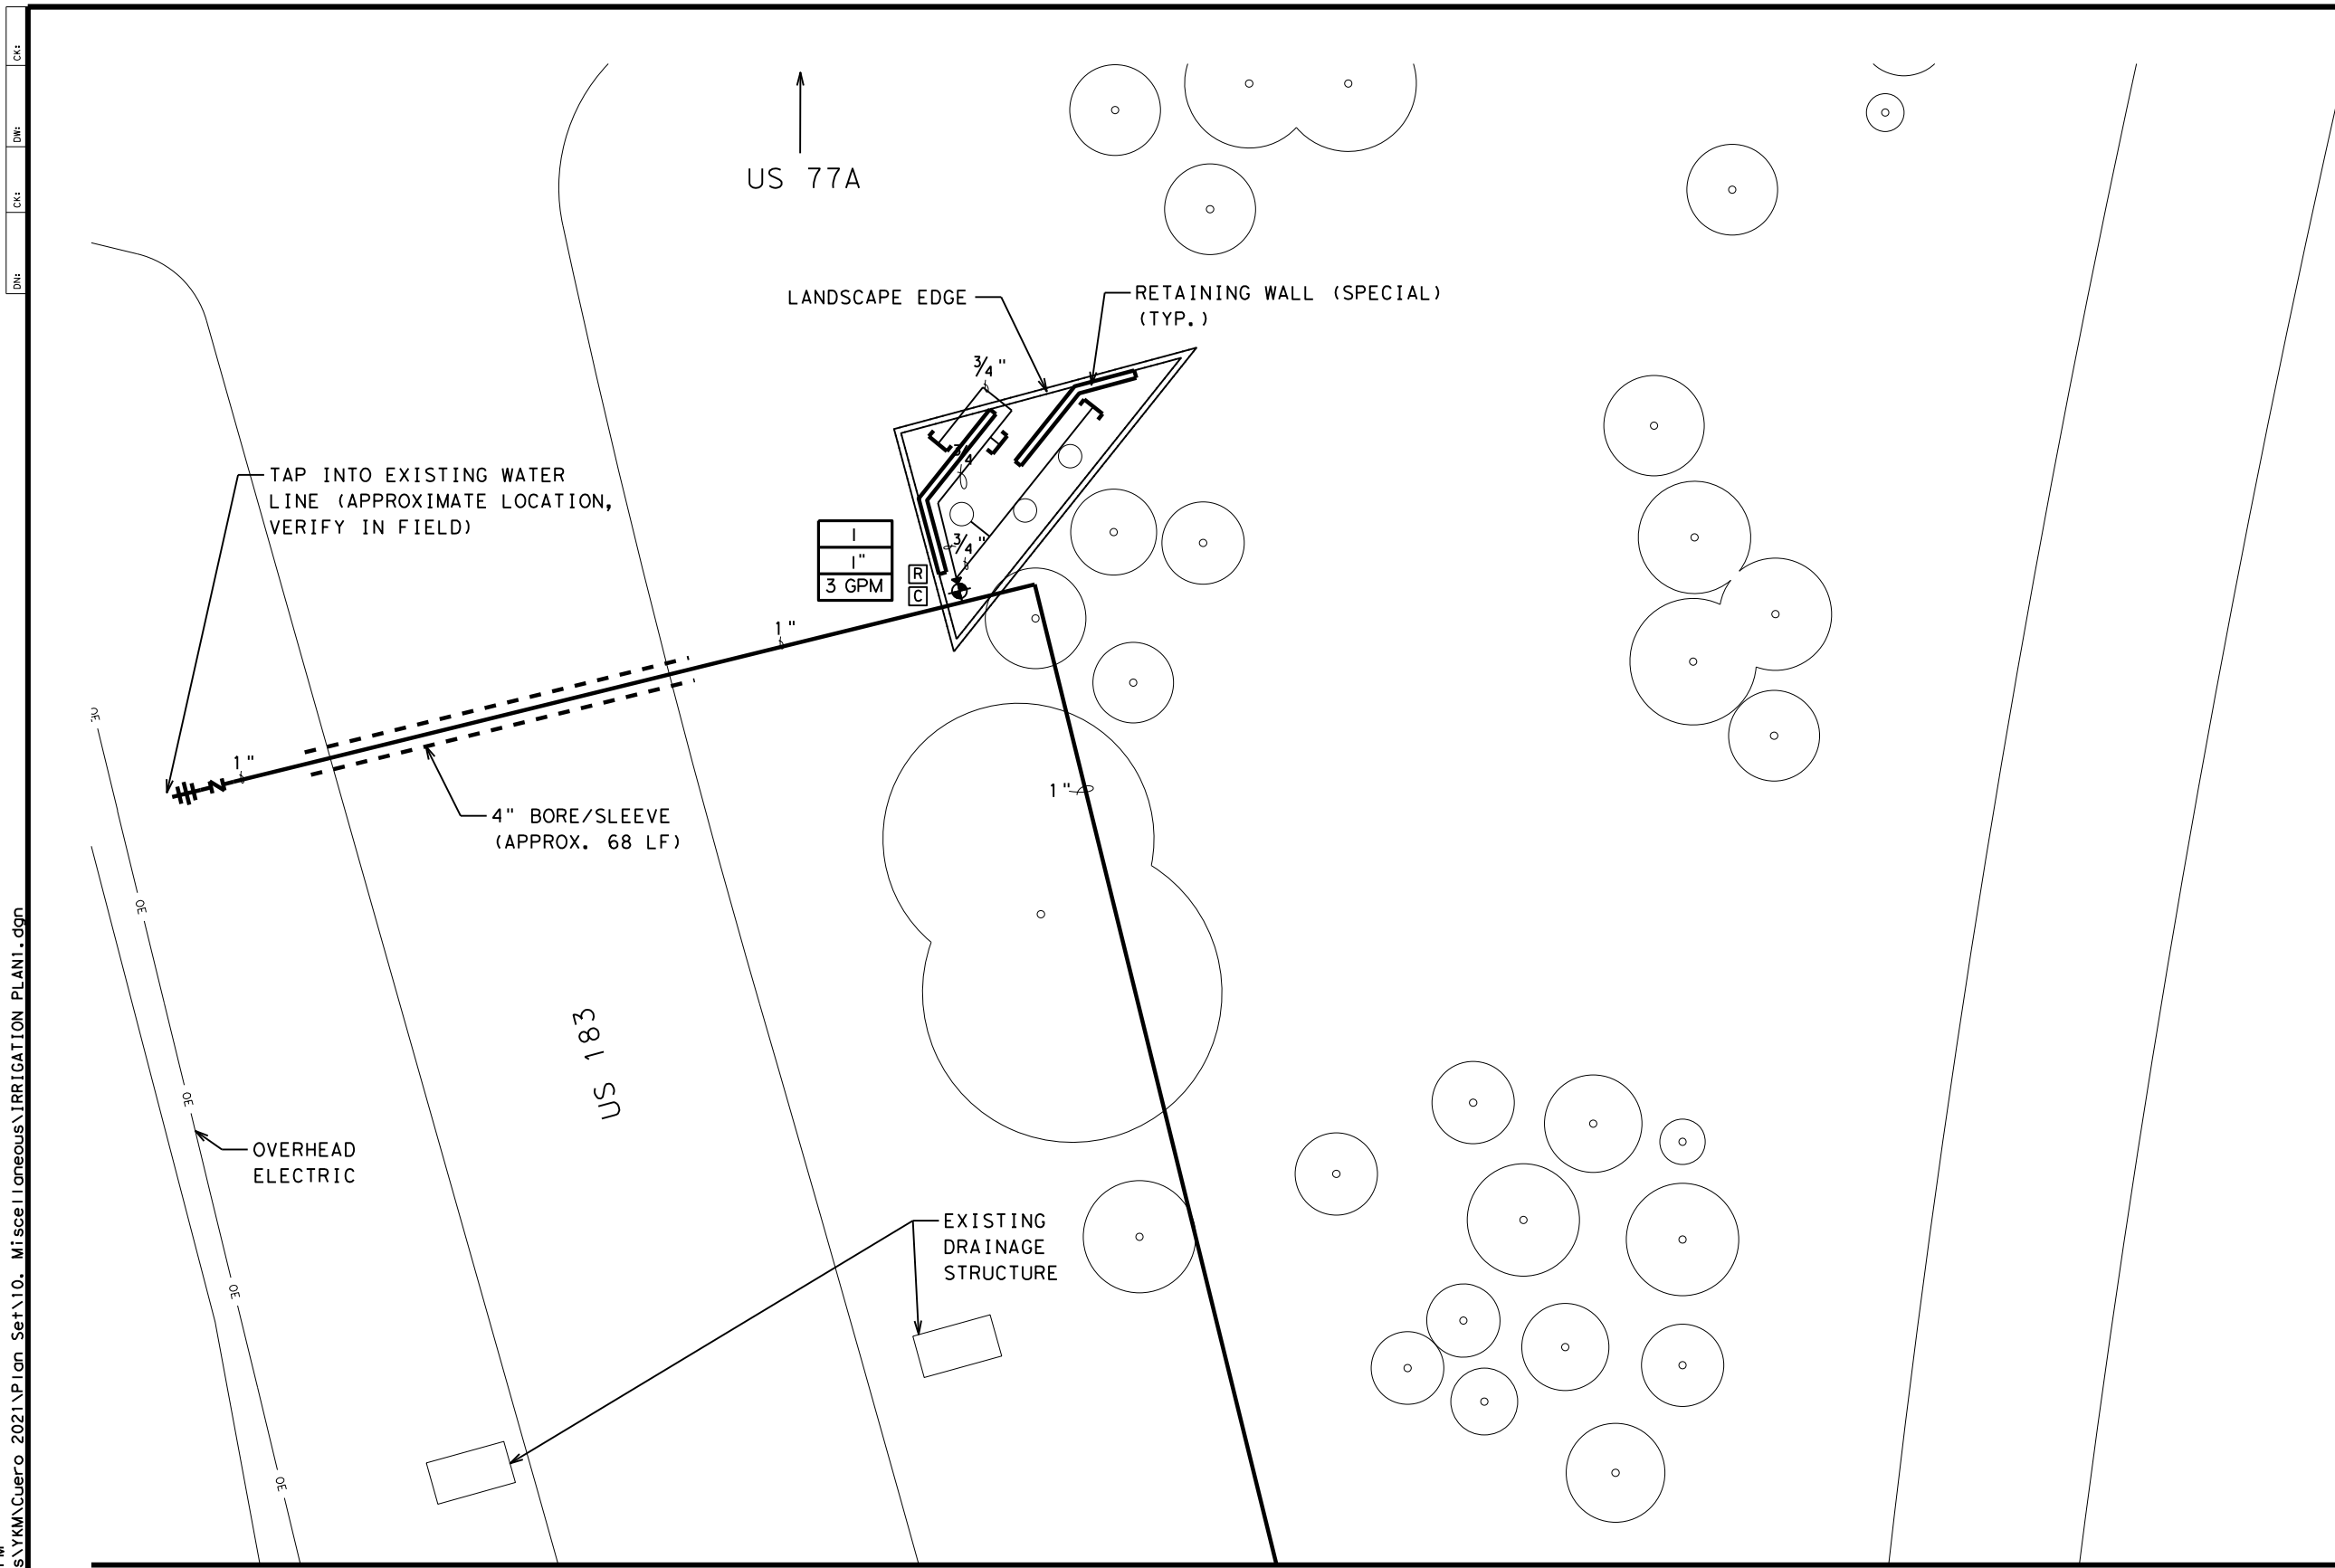 CK:
DW:
CK:
DN:
US 77A
LANDSCAPE EDGE
RETAINING WALL (SPECIAL)
(TYP.)
3/4"
3/4
TAP INTO EXISTING WATER
LINE (APPROXIMATE LOCATION,
VERIFY IN FIELD)
1
1"
3 GPM
R
C
3/4"
1"
1"
4" BORE/SLEEVE
(APPROX. 68 LF)
1"
OE
OE
OE
OE
OE
US 183
OVERHEAD
ELECTRIC
EXISTING
DRAINAGE
STRUCTURE
s\YKM\Cuero 2021\Plan Set\10. Miscellaneous\IRRIGATION PLAN1.dgn